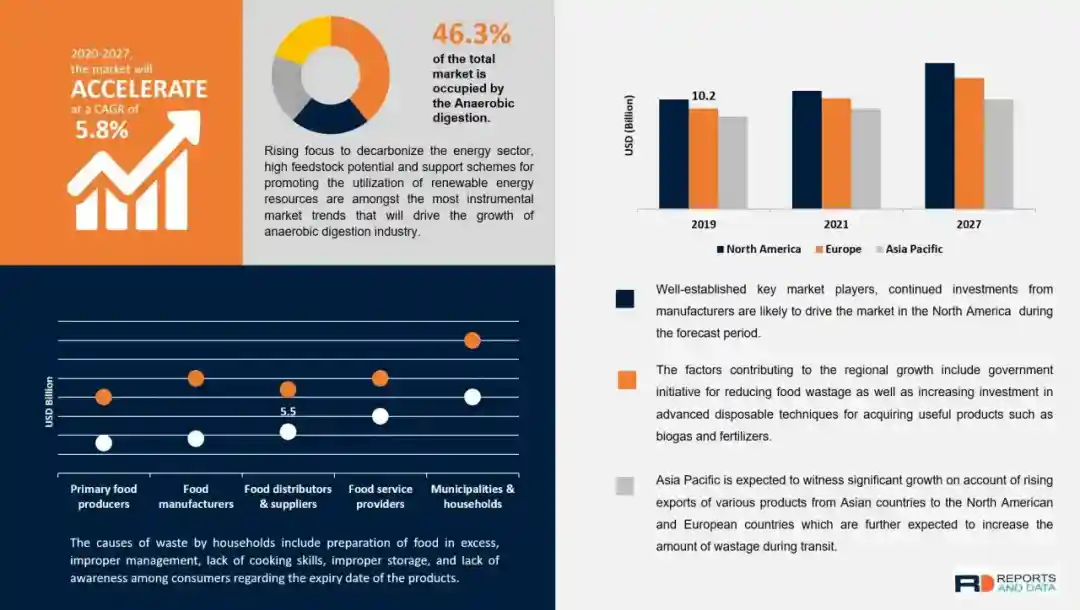 2020-2027,
the market will
ACCELERATE
at a CAGR of
5.8%
46.3%
of the total
market is
occupied by
the Anaerobic
digestion.
Rising focus to decarbonize the energy sector,
high feedstock potential and support schemes for
promoting the utilization of renewable energy
resources are amongst the most instrumental
market trends that will drive the growth of
anaerobic digestion industry.
USD Billion
5.5
Primary food
producers
Food
manufacturers
Food distributors
& suppliers
Food service
providers
Municipalities &
households
The causes of waste by households include preparation of food in excess,
improper management, lack of cooking skills, improper storage, and lack of
awareness among consumers regarding the expiry date of the products.
USD (Billion)
10.2
2019
2021
2027
North America
Europe
Asia Pacific
Well-established key market players, continued investments from
manufacturers are likely to drive the market in the North America during
the forecast period.
The factors contributing to the regional growth include government
initiative for reducing food wastage as well as increasing investment in
advanced disposable techniques for acquiring useful products such as
biogas and fertilizers.
Asia Pacific is expected to witness significant growth on account of rising
exports of various products from Asian countries to the North American
and European countries which are further expected to increase the
amount of wastage during transit.
RD REPORTS
AND DATA